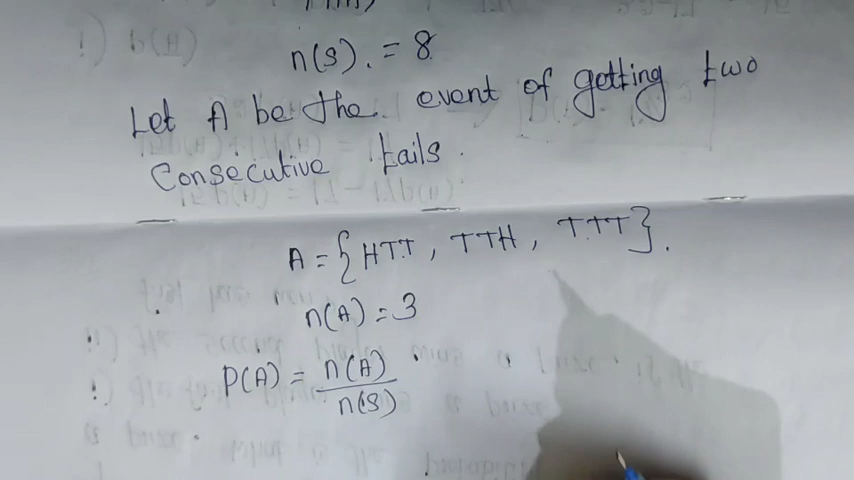 n(S) = 8
Let A be the event of getting two
consecutive tails.
A = {HTT, TTH, TTT}.
n(A) = 3
P(A) = n(A)/n(S)